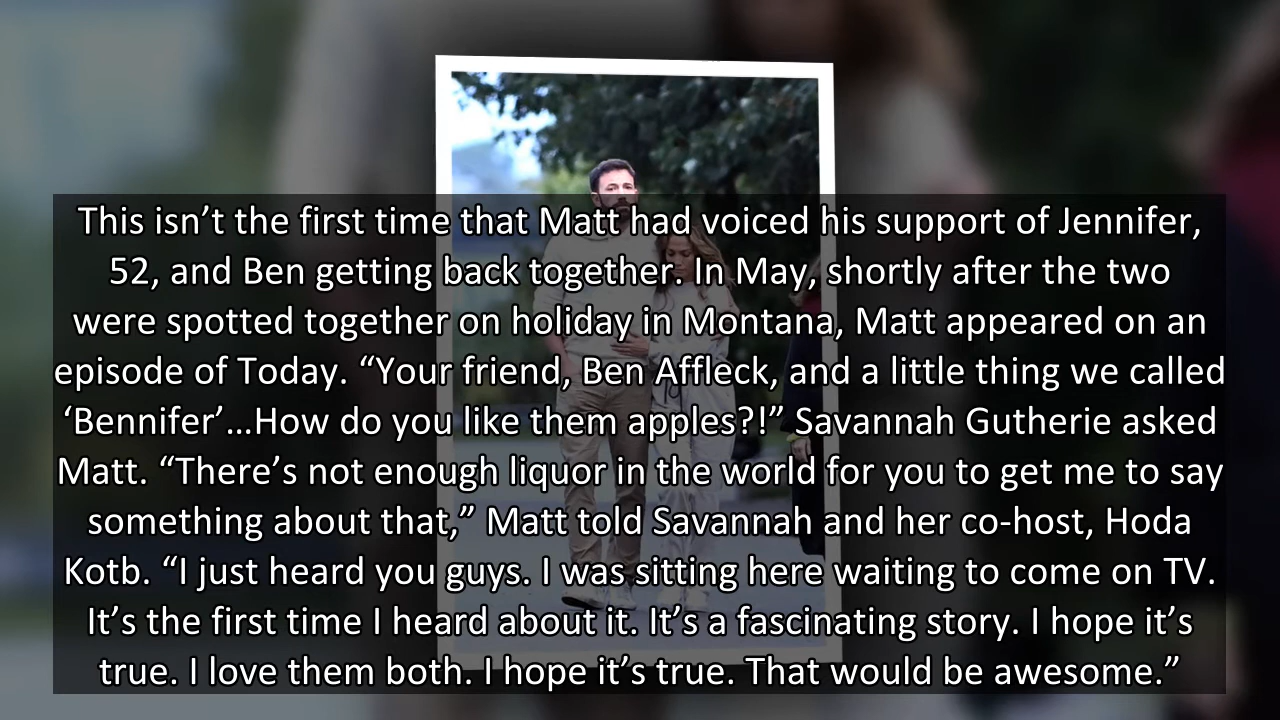 This isn’t the first time that Matt had voiced his support of Jennifer,
52, and Ben getting back together. In May, shortly after the two
were spotted together on holiday in Montana, Matt appeared on an
episode of Today. “Your friend, Ben Affleck, and a little thing we called
‘Bennifer’...How do you like them apples?!” Savannah Gutherie asked
Matt. “There’s not enough liquor in the world for you to get me to say
something about that,” Matt told Savannah and her co-host, Hoda
Kotb. “I just heard you guys. I was sitting here waiting to come on TV.
It’s the first time I heard about it. It’s a fascinating story. I hope it’s
true. I love them both. I hope it’s true. That would be awesome.”